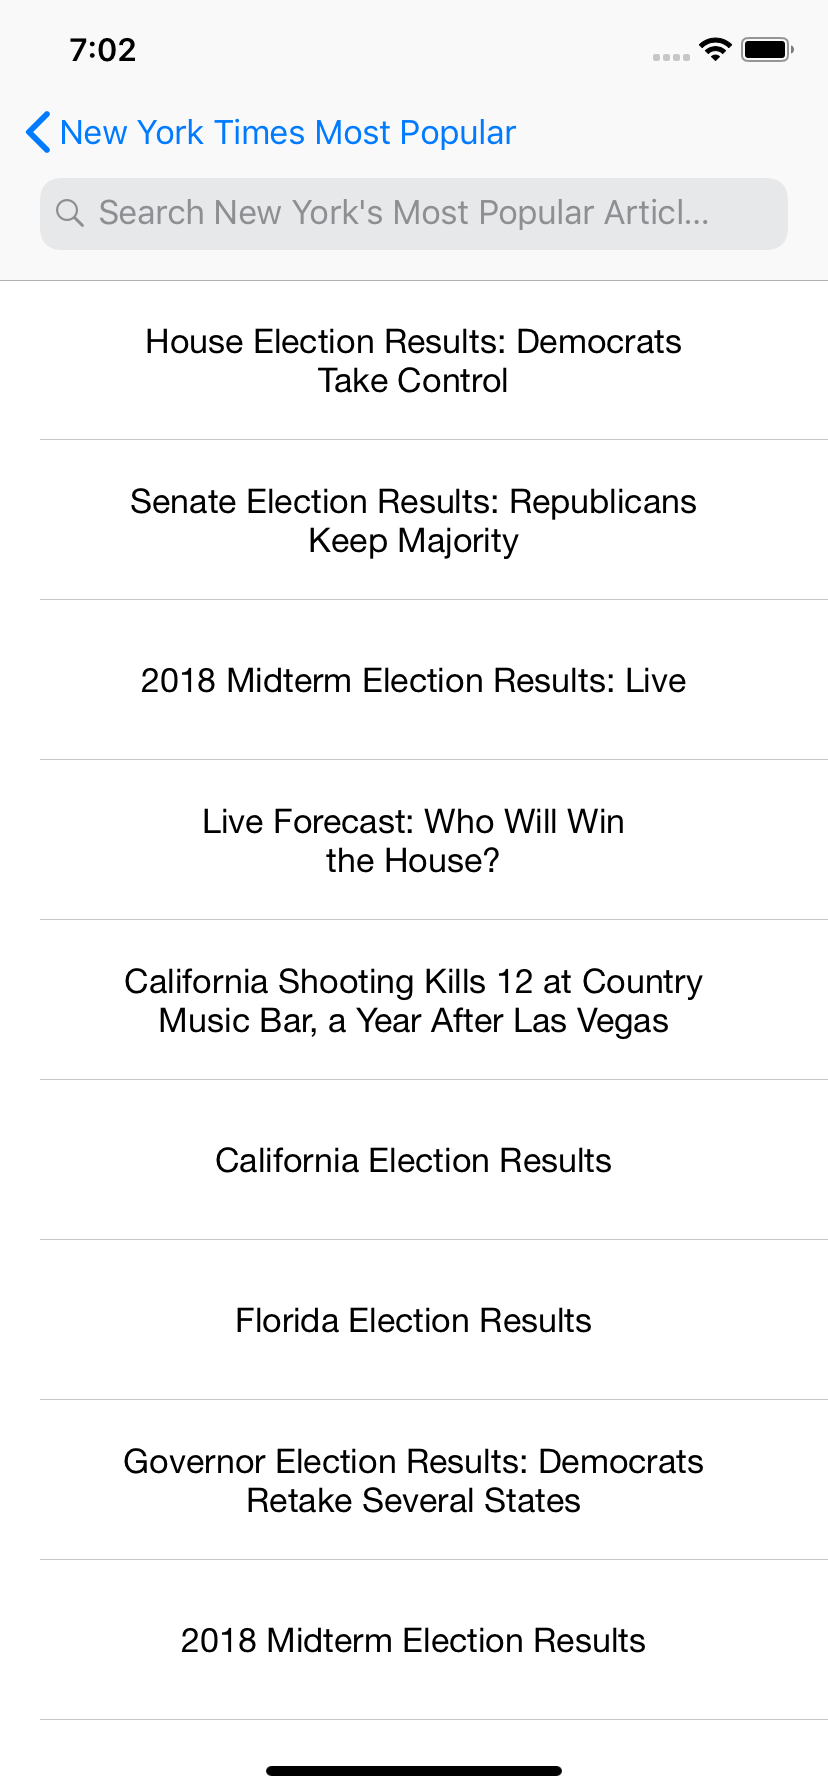 7:02
New York Times Most Popular
Search New York's Most Popular Articl...
House Election Results: Democrats
Take Control
Senate Election Results: Republicans
Keep Majority
2018 Midterm Election Results: Live
Live Forecast: Who Will Win
the House?
California Shooting Kills 12 at Country
Music Bar, a Year After Las Vegas
California Election Results
Florida Election Results
Governor Election Results: Democrats
Retake Several States
2018 Midterm Election Results